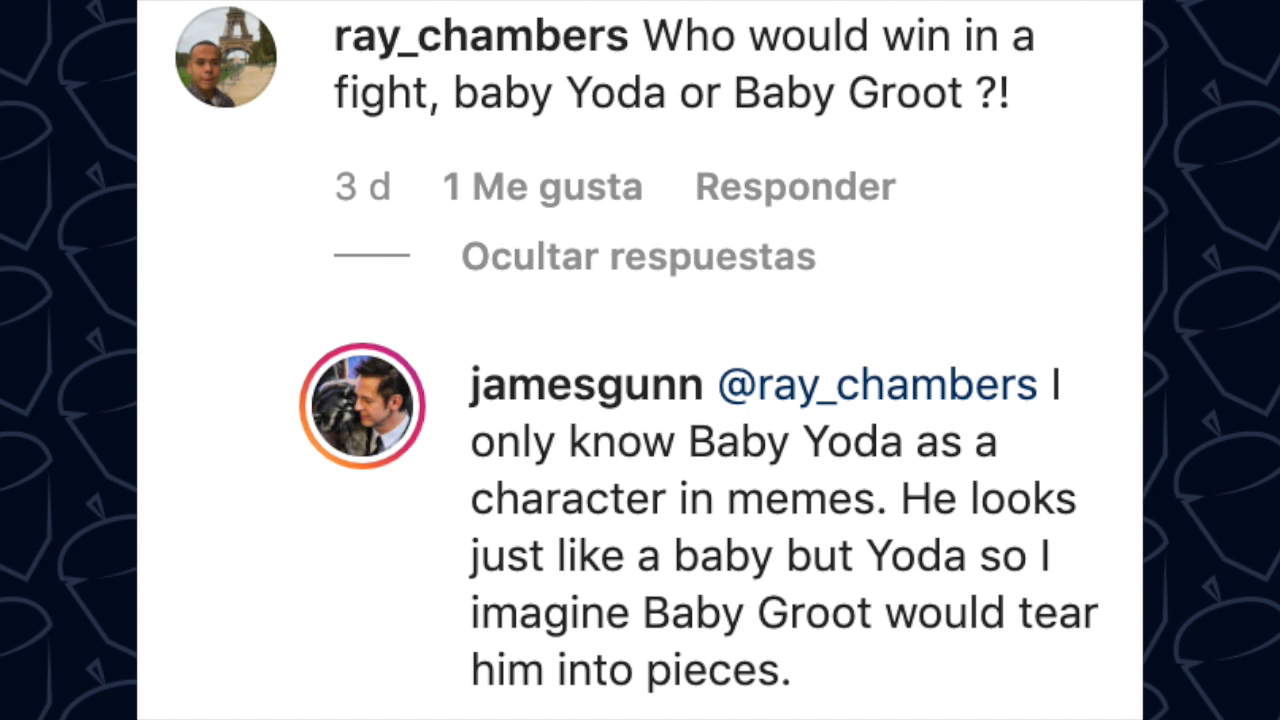 ray_chambers Who would win in a
fight, baby Yoda or Baby Groot ?!
3 d 1 Me gusta Responder
Ocultar respuestas
jamesgunn @ray_chambers I
only know Baby Yoda as a
character in memes. He looks
just like a baby but Yoda so I
imagine Baby Groot would tear
him into pieces.